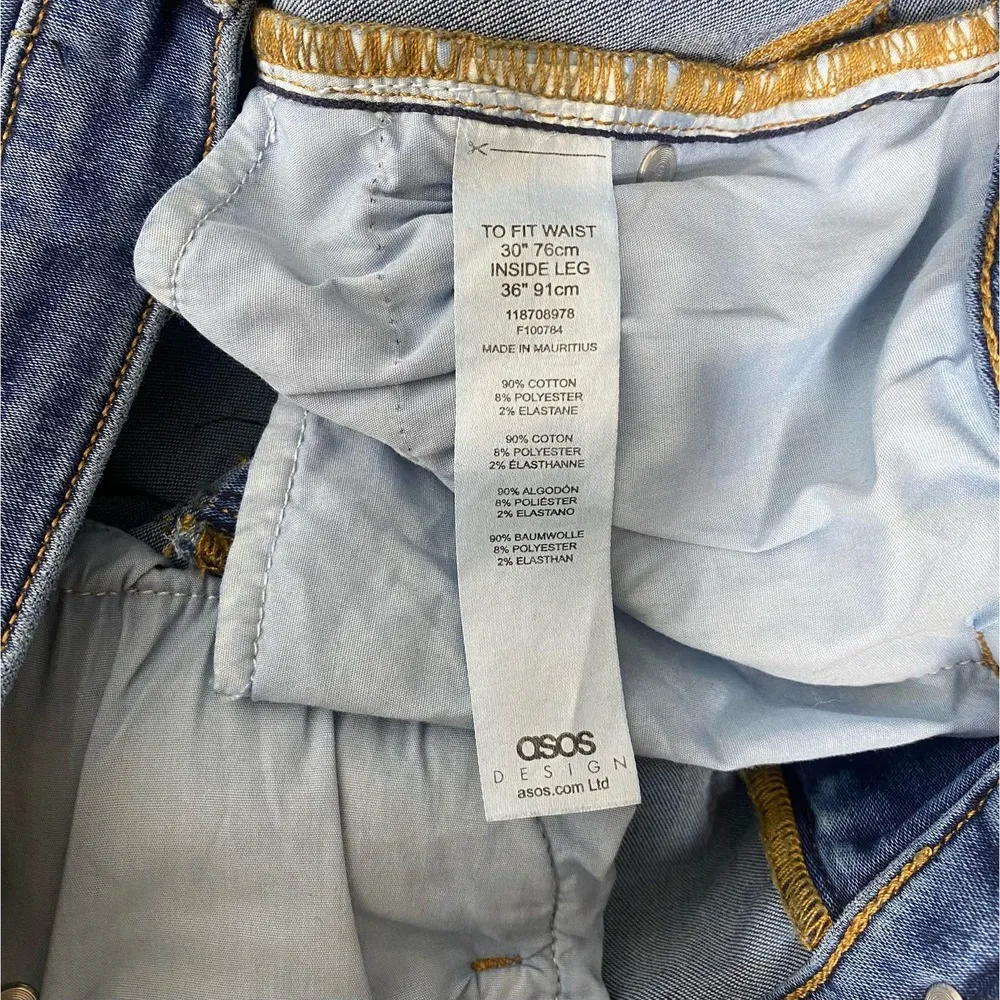 TO FIT WAIST
30" 76cm
INSIDE LEG
36" 91cm
118708978
F100784
MADE IN MAURITIUS
90% COTTON
8% POLYESTER
2% ELASTANE
90% COTON
8% POLYESTER
2% ÉLASTHANNE
90% ALGODÓN
8% POLIÉSTER
2% ELASTANO
90% BAUMWOLLE
8% POLYESTER
2% ELASTHAN
asos
DESIGN
asos.com Ltd